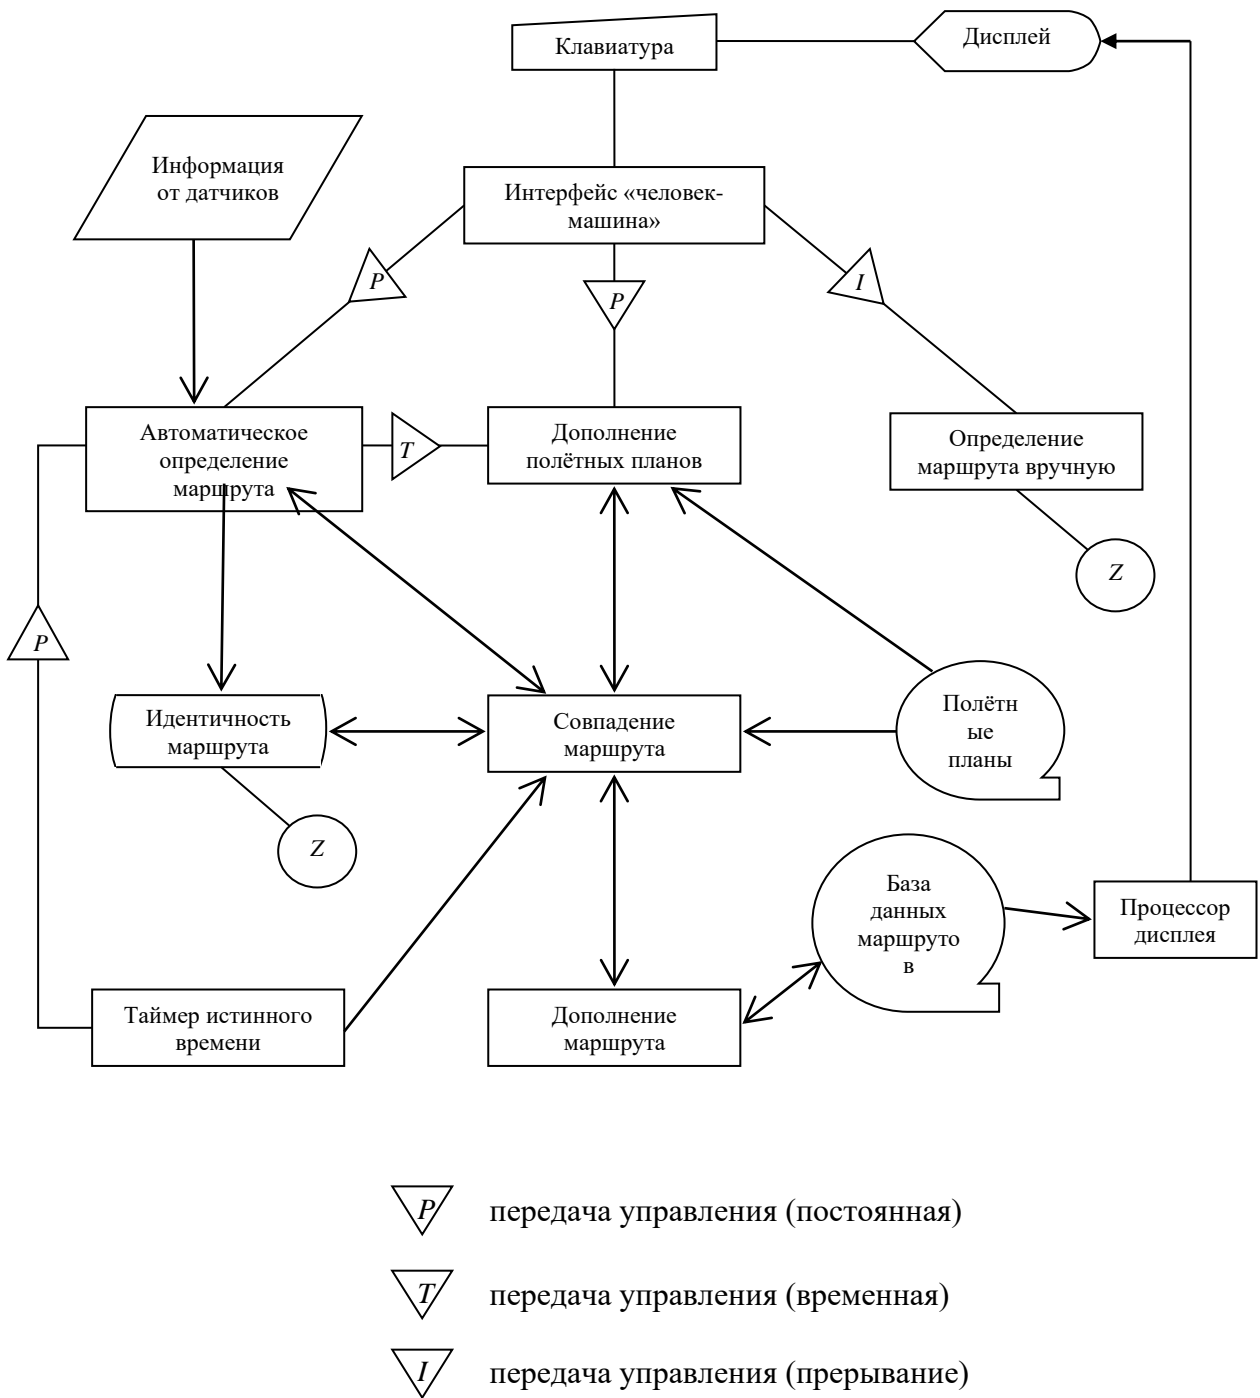 Клавиатура
Дисплей
Информация
от датчиков
Интерфейс «человек-
машина»
P
P
I
Автоматическое
определение
маршрута
T
Дополнение
полётных планов
Определение
маршрута вручную
Z
P
Идентичность
маршрута
Совпадение
маршрута
Полётн
ые
планы
Z
База
данных
маршруто
в
Процессор
дисплея
Таймер истинного
времени
Дополнение
маршрута
P передача управления (постоянная)
T передача управления (временная)
I передача управления (прерывание)